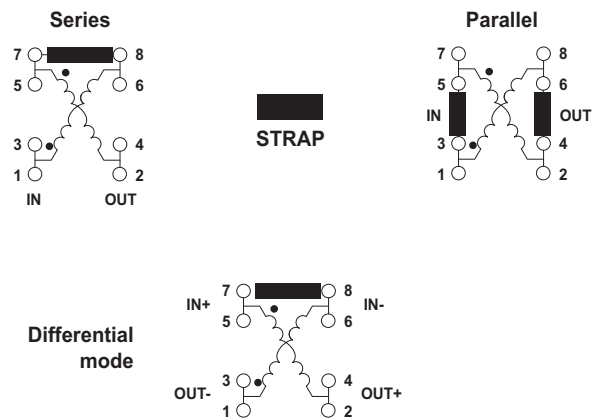 Series
7 8
5 6
3 4
1 2
IN OUT
STRAP
Parallel
7 8
5 6
IN OUT
3 4
1 2
Differential
mode
7 8
IN+ IN-
5 6
3 4
OUT- OUT+
1 2